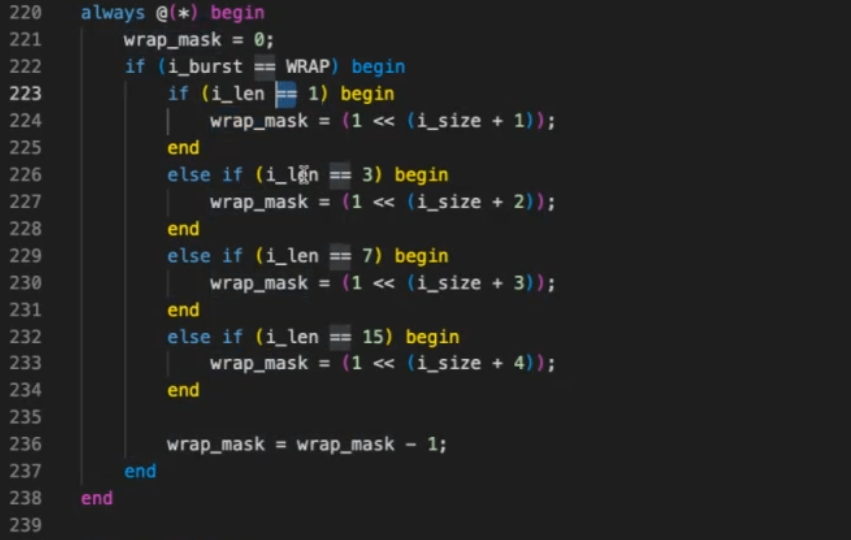 220 always @(*) begin
221 wrap_mask = 0;
222 if (i_burst == WRAP) begin
223 if (i_len == 1) begin
224 wrap_mask = (1 << (i_size + 1));
225 end
226 else if (i_len == 3) begin
227 wrap_mask = (1 << (i_size + 2));
228 end
229 else if (i_len == 7) begin
230 wrap_mask = (1 << (i_size + 3));
231 end
232 else if (i_len == 15) begin
233 wrap_mask = (1 << (i_size + 4));
234 end
235
236 wrap_mask = wrap_mask - 1;
237 end
238 end
239